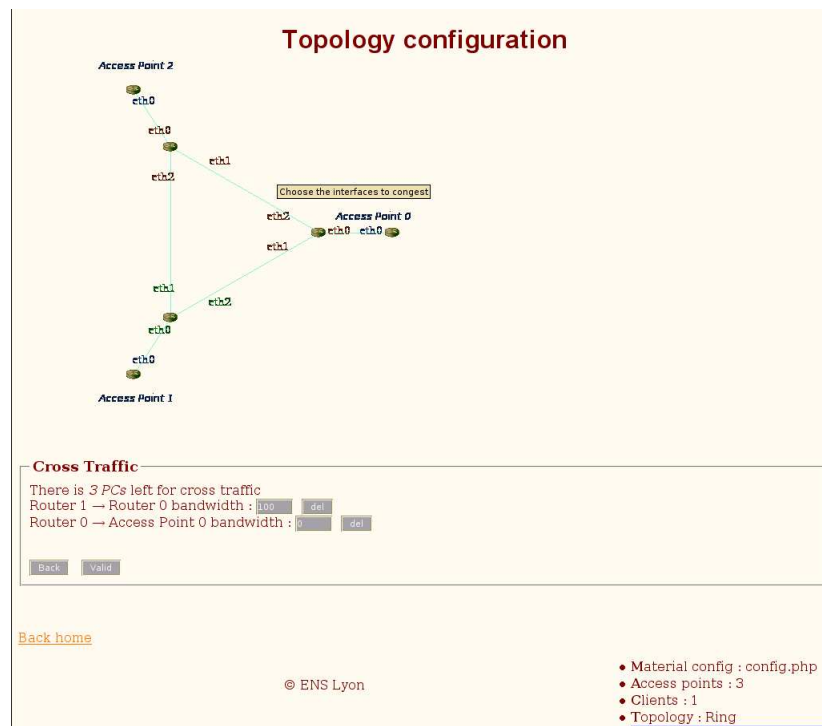 Topology configuration
Access Point 2
eth0
eth0
eth1
eth2
Choose the interfaces to congest
eth2
Access Point 0
eth0
eth0
eth1
eth1
eth2
eth0
eth0
Access Point 1
Cross Traffic
There is 3 PCs left for cross traffic
Router 1 → Router 0 bandwidth : 100 del
Router 0 → Access Point 0 bandwidth : 0 del
Back Valid
Back home
© ENS Lyon
• Material config : config.php
• Access points : 3
• Clients : 1
• Topology : Ring